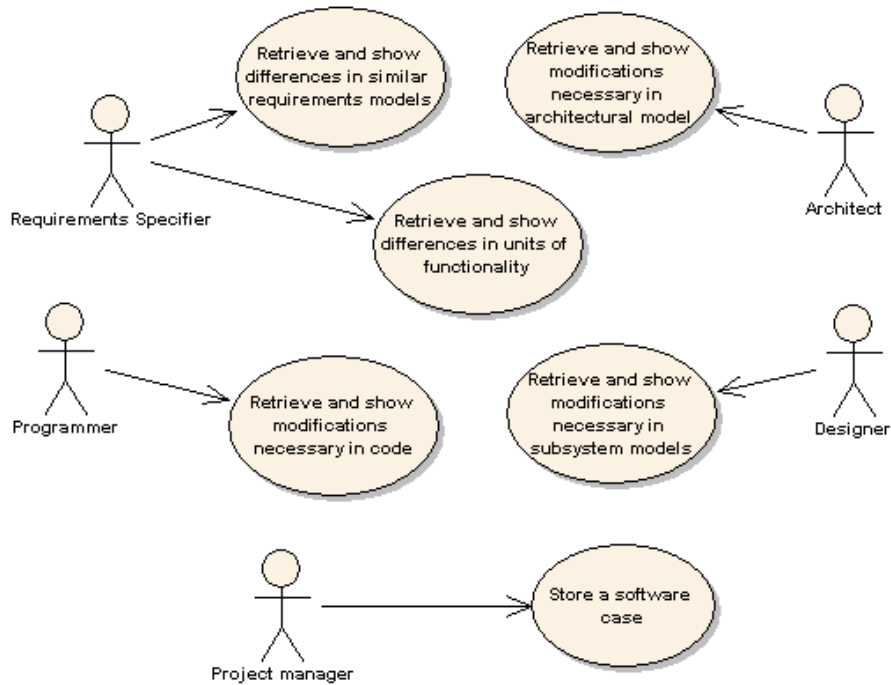 Retrieve and show
differences in similar
requirements models
Retrieve and show
modifications
necessary in
architectural model
Requirements Specifier
Architect
Retrieve and show
differences in units of
functionality
Programmer
Retrieve and show
modifications
necessary in code
Retrieve and show
modifications
necessary in
subsystem models
Designer
Store a software
case
Project manager